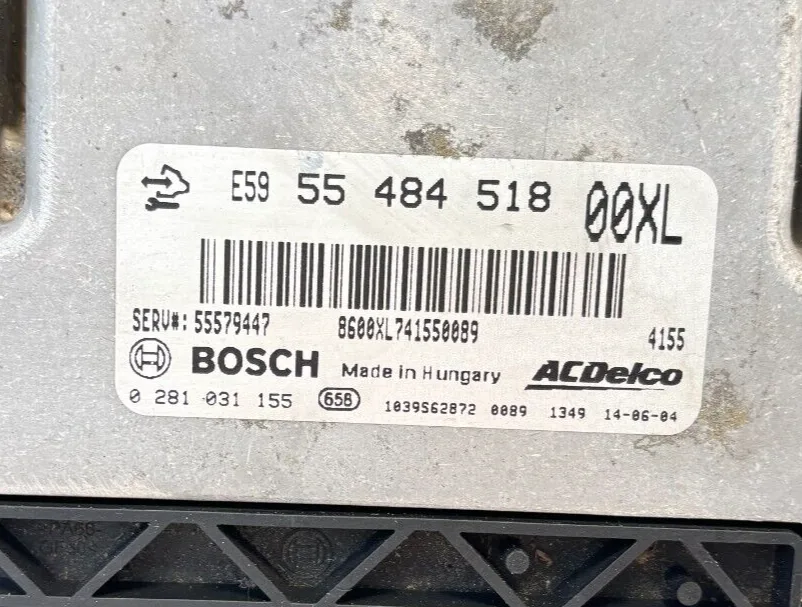 E59 55 484 518 00XL
SERV#: 55579447 8600XL741550089 4155
BOSCH Made in Hungary ACDelco
0 281 031 155 658 1039S62872 0089 1349 14-06-04